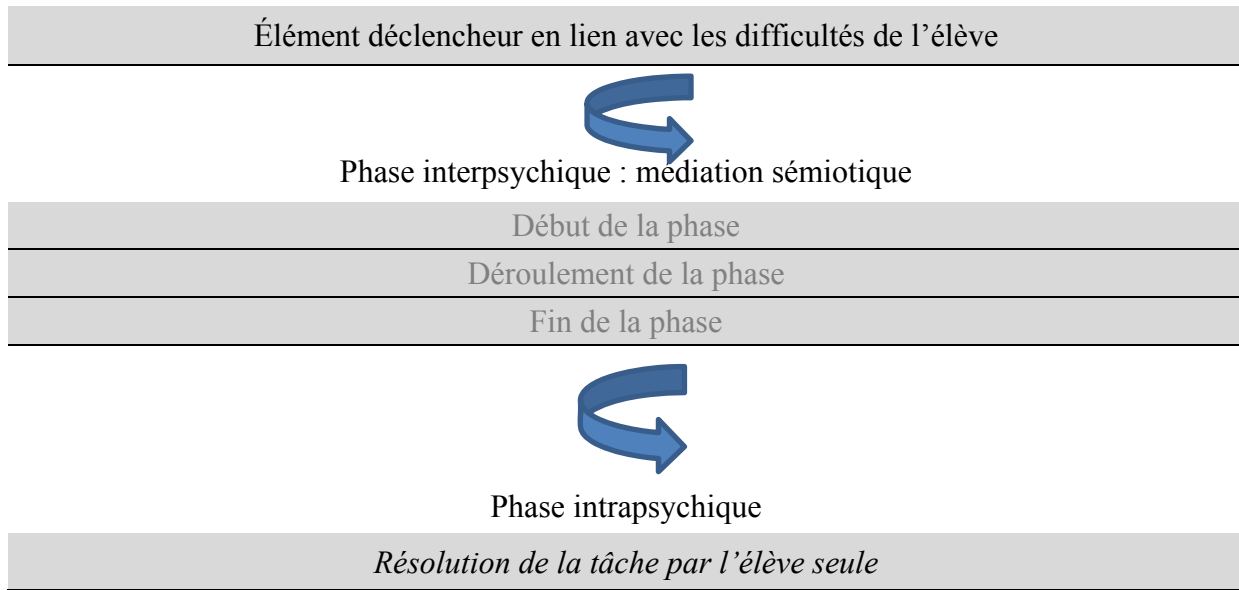 Élément déclencheur en lien avec les difficultés de l’élève
Phase interpsychique : médiation sémiotique
Début de la phase
Déroulement de la phase
Fin de la phase
Phase intrapsychique
Résolution de la tâche par l’élève seule